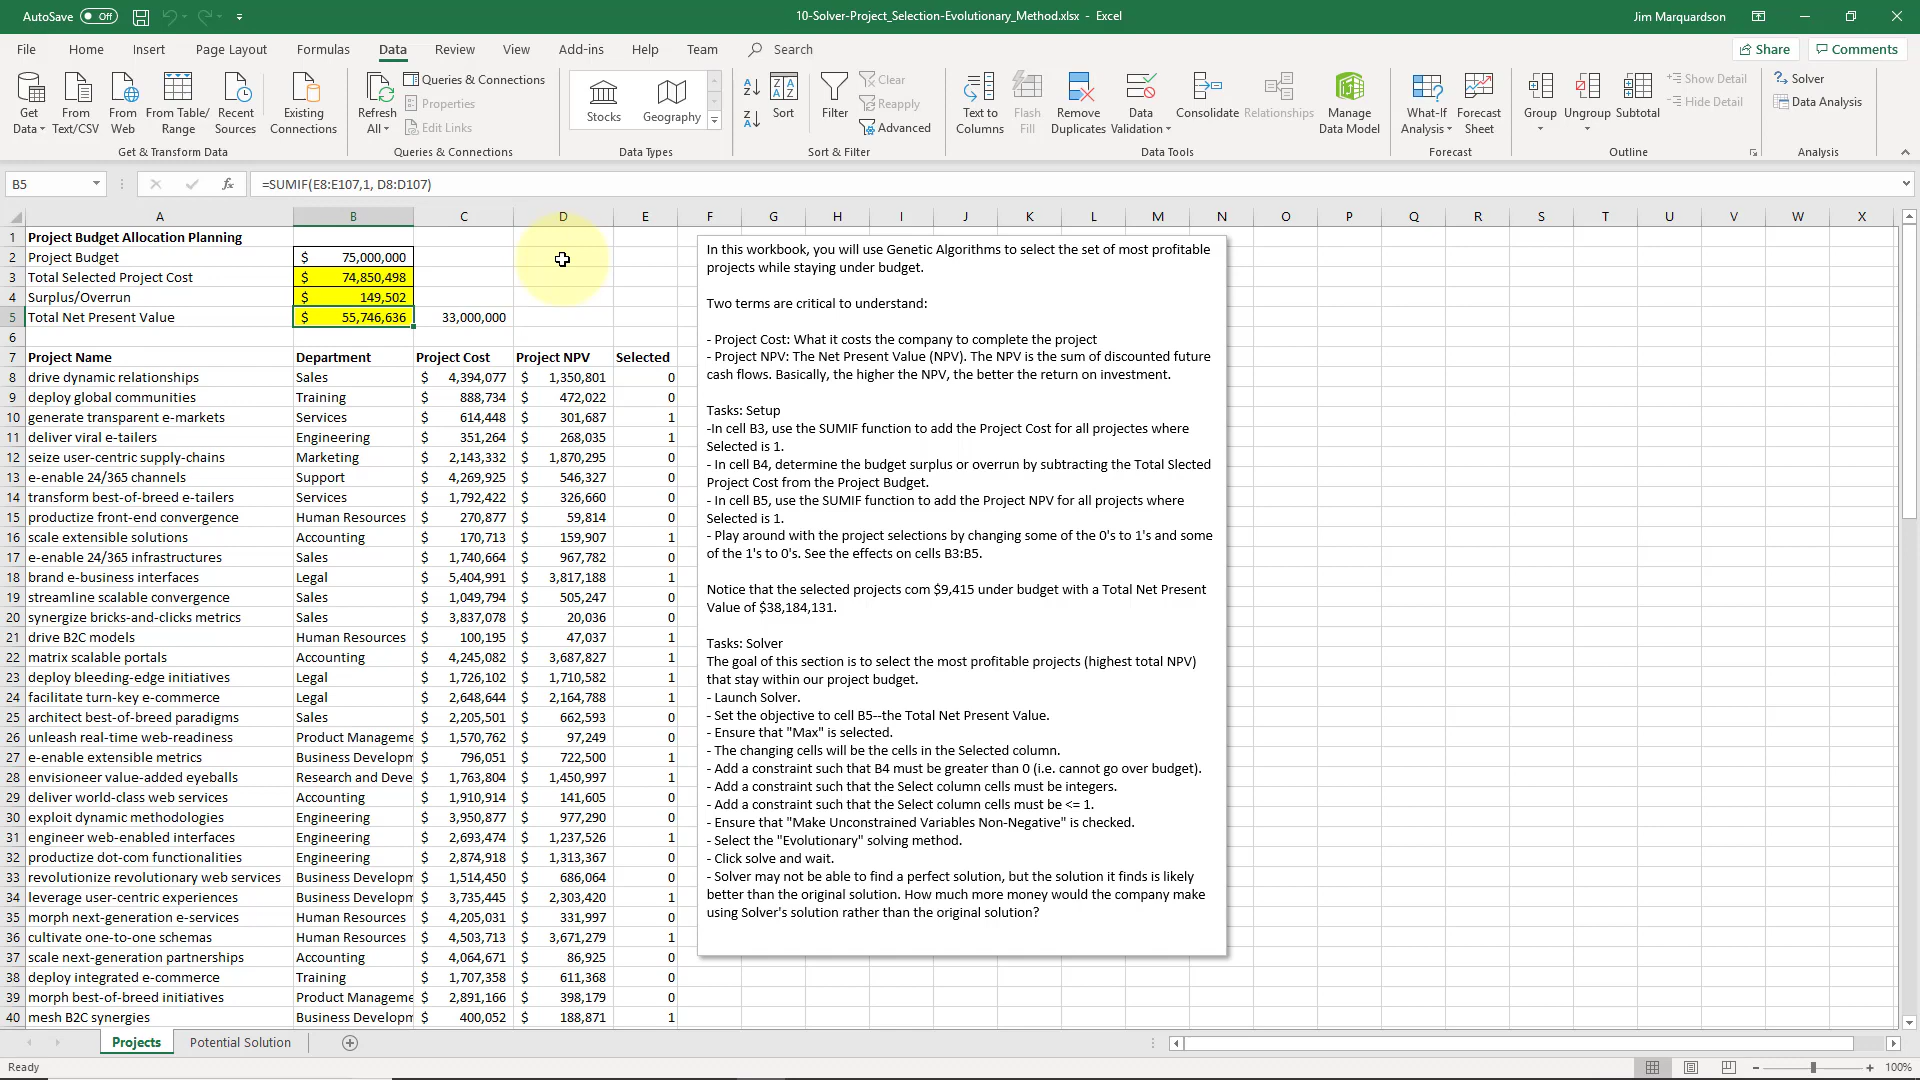 AutoSave Off
10-Solver-Project_Selection-Evolutionary_Method.xlsx - Excel
Jim Marquardson
File Home Insert Page Layout Formulas Data Review View Add-ins Help Team Search
Share Comments
Get Data
From Text/CSV
From Web
From Table/ Range
Recent Sources
Existing Connections
Get & Transform Data
Refresh All
Queries & Connections
Properties
Edit Links
Queries & Connections
Stocks
Geography
Data Types
Sort
Filter
Clear
Reapply
Advanced
Sort & Filter
Text to Columns
Flash Fill
Remove Duplicates
Data Validation
Consolidate
Relationships
Manage Data Model
Data Tools
What-If Analysis
Forecast Sheet
Forecast
Group
Ungroup
Subtotal
Show Detail
Hide Detail
Outline
Solver
Data Analysis
Analysis
B5 fx =SUMIF(E8:E107,1, D8:D107)
A B C D E F G H I J K L M N O P Q R S T U V W X
1 Project Budget Allocation Planning
2 Project Budget $ 75,000,000
3 Total Selected Project Cost $ 74,850,498
4 Surplus/Overrun $ 149,502
5 Total Net Present Value $ 55,746,636 33,000,000
6
7 Project Name Department Project Cost Project NPV Selected
8 drive dynamic relationships Sales $ 4,394,077 $ 1,350,801 0
9 deploy global communities Training $ 888,734 $ 472,022 0
10 generate transparent e-markets Services $ 614,448 $ 301,687 1
11 deliver viral e-tailers Engineering $ 351,264 $ 268,035 1
12 seize user-centric supply-chains Marketing $ 2,143,332 $ 1,870,295 0
13 e-enable 24/365 channels Support $ 4,269,925 $ 546,327 0
14 transform best-of-breed e-tailers Services $ 1,792,422 $ 326,660 0
15 productize front-end convergence Human Resources $ 270,877 $ 59,814 0
16 scale extensible solutions Accounting $ 170,713 $ 159,907 1
17 e-enable 24/365 infrastructures Sales $ 1,740,664 $ 967,782 0
18 brand e-business interfaces Legal $ 5,404,991 $ 3,817,188 1
19 streamline scalable convergence Sales $ 1,049,794 $ 505,247 0
20 synergize bricks-and-clicks metrics Sales $ 3,837,078 $ 20,036 0
21 drive B2C models Human Resources $ 100,195 $ 47,037 1
22 matrix scalable portals Accounting $ 4,245,082 $ 3,687,827 1
23 deploy bleeding-edge initiatives Legal $ 1,726,102 $ 1,710,582 1
24 facilitate turn-key e-commerce Legal $ 2,648,644 $ 2,164,788 1
25 architect best-of-breed paradigms Sales $ 2,205,501 $ 662,593 0
26 unleash real-time web-readiness Product Manageme $ 1,570,762 $ 97,249 0
27 e-enable extensible metrics Business Developm $ 796,051 $ 722,500 1
28 envisioneer value-added eyeballs Research and Deve $ 1,763,804 $ 1,450,997 1
29 deliver world-class web services Accounting $ 1,910,914 $ 141,605 0
30 exploit dynamic methodologies Engineering $ 3,950,877 $ 977,290 0
31 engineer web-enabled interfaces Engineering $ 2,693,474 $ 1,237,526 1
32 productize dot-com functionalities Engineering $ 2,874,918 $ 1,313,367 0
33 revolutionize revolutionary web services Business Developm $ 1,514,450 $ 686,064 0
34 leverage user-centric experiences Business Developm $ 3,735,445 $ 2,303,420 1
35 morph next-generation e-services Human Resources $ 4,205,031 $ 331,997 0
36 cultivate one-to-one schemas Human Resources $ 4,503,713 $ 3,671,279 1
37 scale next-generation partnerships Accounting $ 4,064,671 $ 86,925 0
38 deploy integrated e-commerce Training $ 1,707,358 $ 611,368 0
39 morph best-of-breed initiatives Product Manageme $ 2,891,166 $ 398,179 0
40 mesh B2C synergies Business Developm $ 400,052 $ 188,871 1
In this workbook, you will use Genetic Algorithms to select the set of most profitable
projects while staying under budget.
Two terms are critical to understand:
- Project Cost: What it costs the company to complete the project
- Project NPV: The Net Present Value (NPV). The NPV is the sum of discounted future
cash flows. Basically, the higher the NPV, the better the return on investment.
Tasks: Setup
-In cell B3, use the SUMIF function to add the Project Cost for all projectes where
Selected is 1.
- In cell B4, determine the budget surplus or overrun by subtracting the Total Slected
Project Cost from the Project Budget.
- In cell B5, use the SUMIF function to add the Project NPV for all projects where
Selected is 1.
- Play around with the project selections by changing some of the 0's to 1's and some
of the 1's to 0's. See the effects on cells B3:B5.
Notice that the selected projects com $9,415 under budget with a Total Net Present
Value of $38,184,131.
Tasks: Solver
The goal of this section is to select the most profitable projects (highest total NPV)
that stay within our project budget.
- Launch Solver.
- Set the objective to cell B5--the Total Net Present Value.
- Ensure that "Max" is selected.
- The changing cells will be the cells in the Selected column.
- Add a constraint such that B4 must be greater than 0 (i.e. cannot go over budget).
- Add a constraint such that the Select column cells must be integers.
- Add a constraint such that the Select column cells must be <= 1.
- Ensure that "Make Unconstrained Variables Non-Negative" is checked.
- Select the "Evolutionary" solving method.
- Click solve and wait.
- Solver may not be able to find a perfect solution, but the solution it finds is likely
better than the original solution. How much more money would the company make
using Solver's solution rather than the original solution?
Projects Potential Solution
Ready
100%